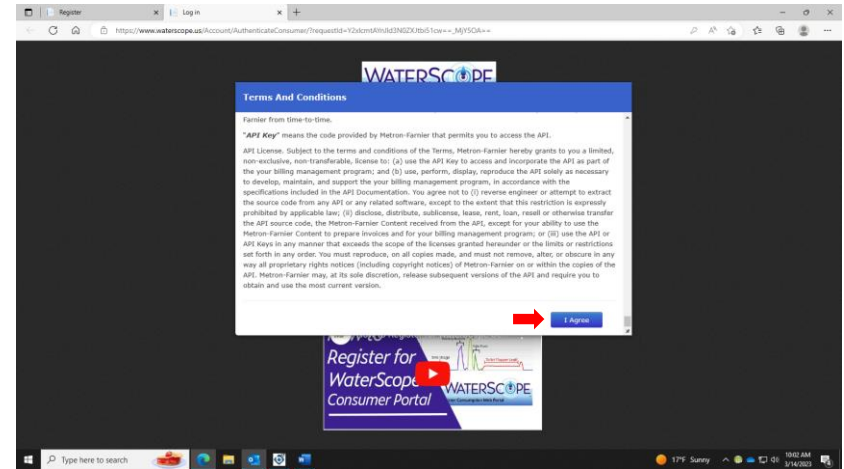 Register
Log in
https://www.waterscope.us/Account/AuthenticateConsumer/?requestid=
WATERSCOPE
Terms And Conditions
Farnier from time-to-time.
"API Key" means the code provided by Metron-Farnier that permits you to access the API.
API License. Subject to the terms and conditions of the Terms, Metron-Farnier hereby grants to you a limited,
non-exclusive, non-transferable, license to: (a) use the API Key to access and incorporate the API as part of
the your billing management program; and (b) use, perform, display, reproduce the API solely as necessary
to develop, maintain, and support the your billing management program, in accordance with the
specifications included in the API Documentation. You agree not to (i) reverse engineer or attempt to extract
the source code from any API or any related software, except to the extent that this restriction is expressly
prohibited by applicable law; (ii) disclose, distribute, sublicense, lease, rent, loan, resell or otherwise transfer
the API source code, the Metron-Farnier Content received from the API, except for your ability to use the
Metron-Farnier Content to prepare invoices and for your billing management program; or (iii) use the API or
API Keys in any manner that exceeds the scope of the licenses granted hereunder or the limits or restrictions
set forth in any order. You must reproduce, on all copies made, and must not remove, alter, or obscure in any
way all proprietary rights notices (including copyright notices) of Metron-Farnier on or within the copies of the
API. Metron-Farnier may, at its sole discretion, release subsequent versions of the API and require you to
obtain and use the most current version.
I Agree
Register for
WaterScope
Consumer Portal
WATERSCOPE
Type here to search
17°F Sunny
10:02 AM
3/14/2023